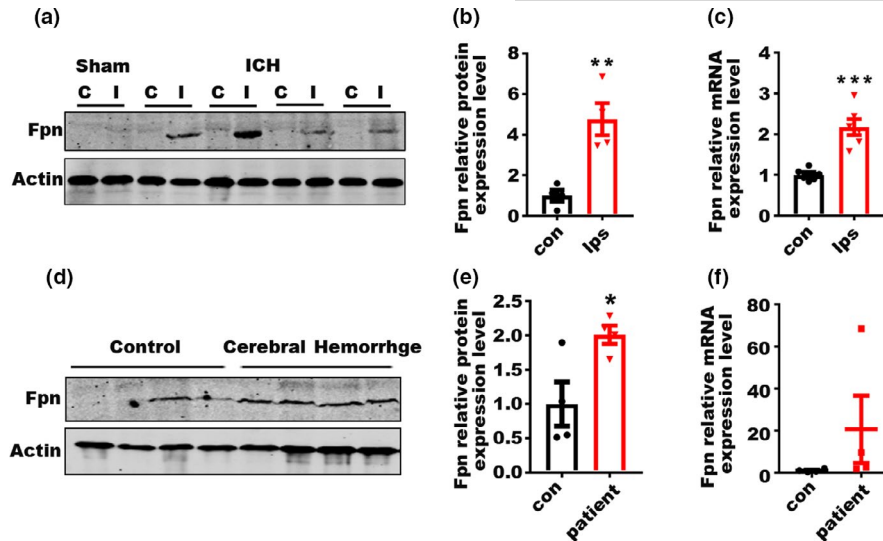 (a)
Sham ICH
C I C I C I C I C I
Fpn
Actin
(b)
Fpn relative protein
expression level
8
6
4
2
0
**
con lps
(c)
Fpn relative mRNA
expression level
4
3
2
1
0
***
con lps
(d)
Control Cerebral Hemorrhge
Fpn
Actin
(e)
Fpn relative protein
expression level
2.5
2.0
1.5
1.0
0.5
0.0
*
con patient
(f)
Fpn relative mRNA
expression level
80
60
40
20
0
con patient